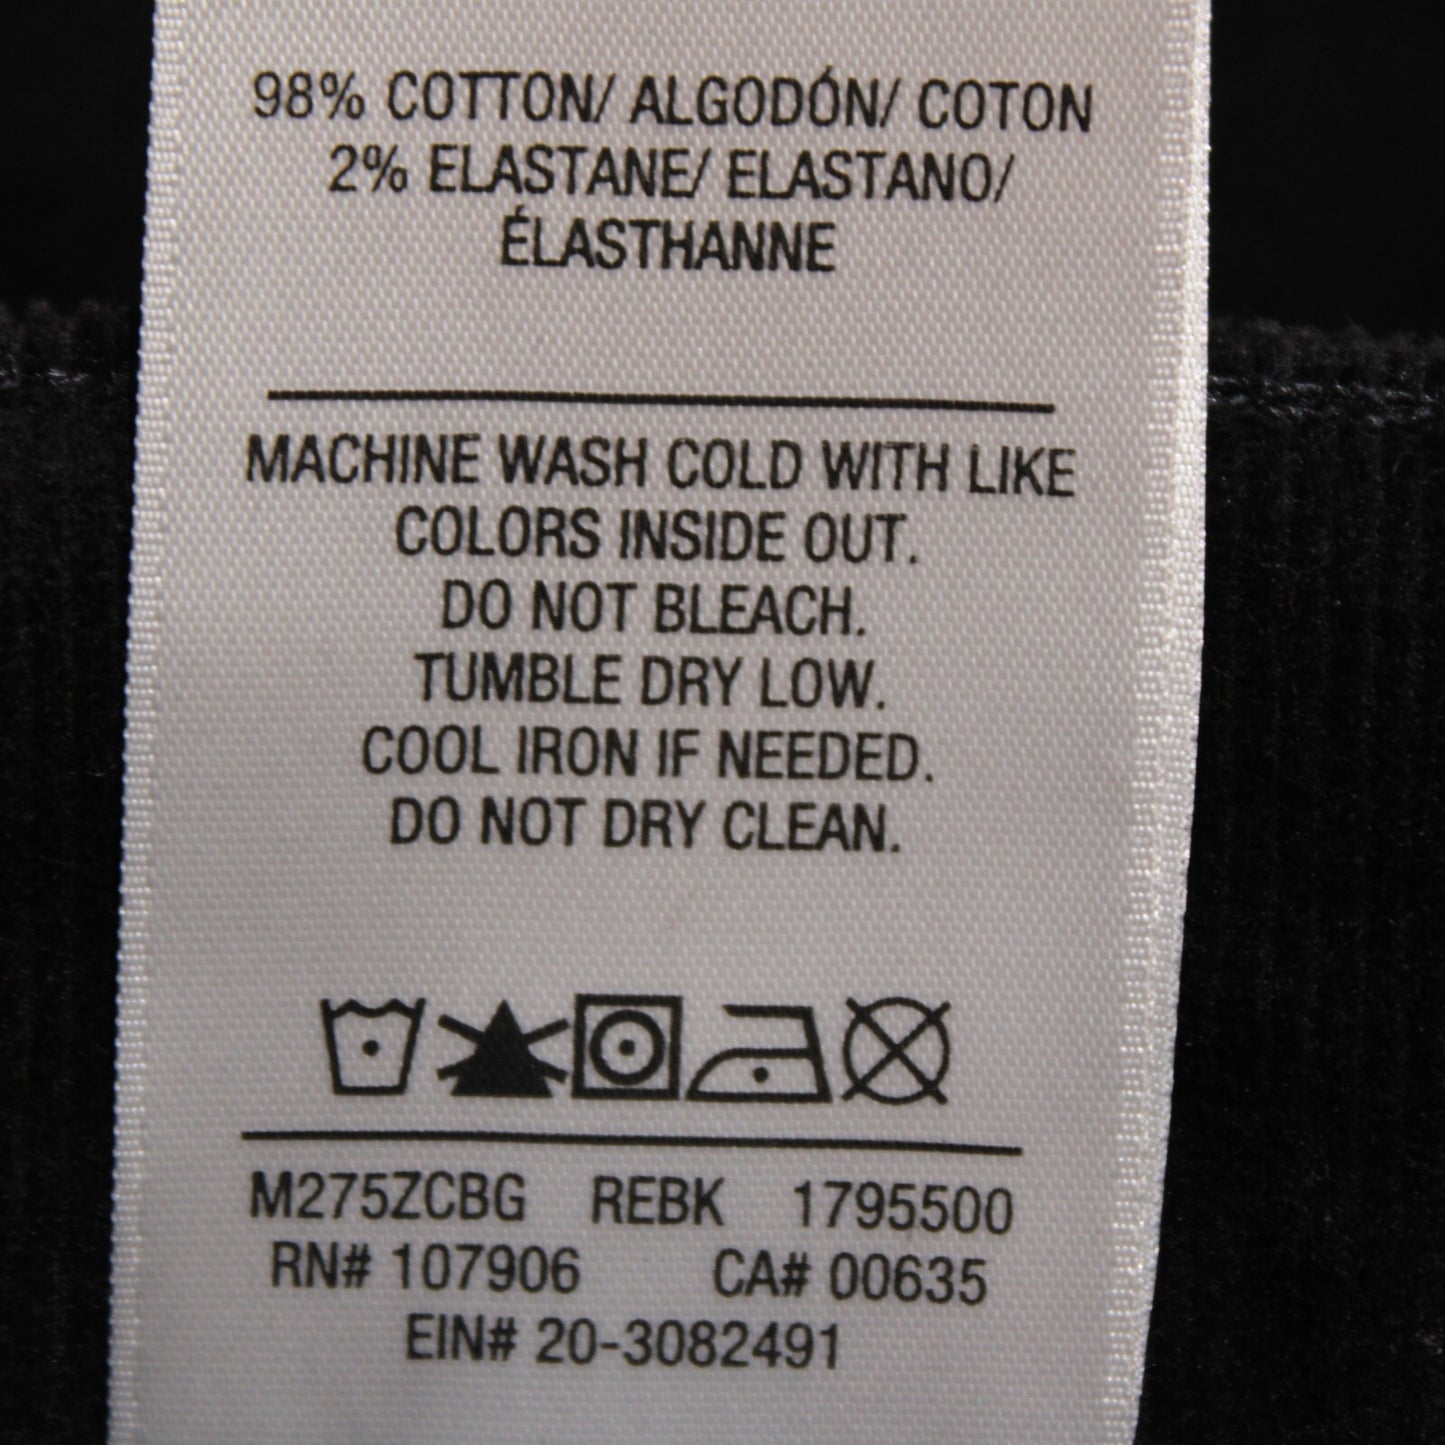 98% COTTON/ ALGODÓN/ COTON
2% ELASTANE/ ELASTANO/
ÉLASTHANNE
MACHINE WASH COLD WITH LIKE
COLORS INSIDE OUT.
DO NOT BLEACH.
TUMBLE DRY LOW.
COOL IRON IF NEEDED.
DO NOT DRY CLEAN.
M275ZCBG REBK 1795500
RN# 107906 CA# 00635
EIN# 20-3082491